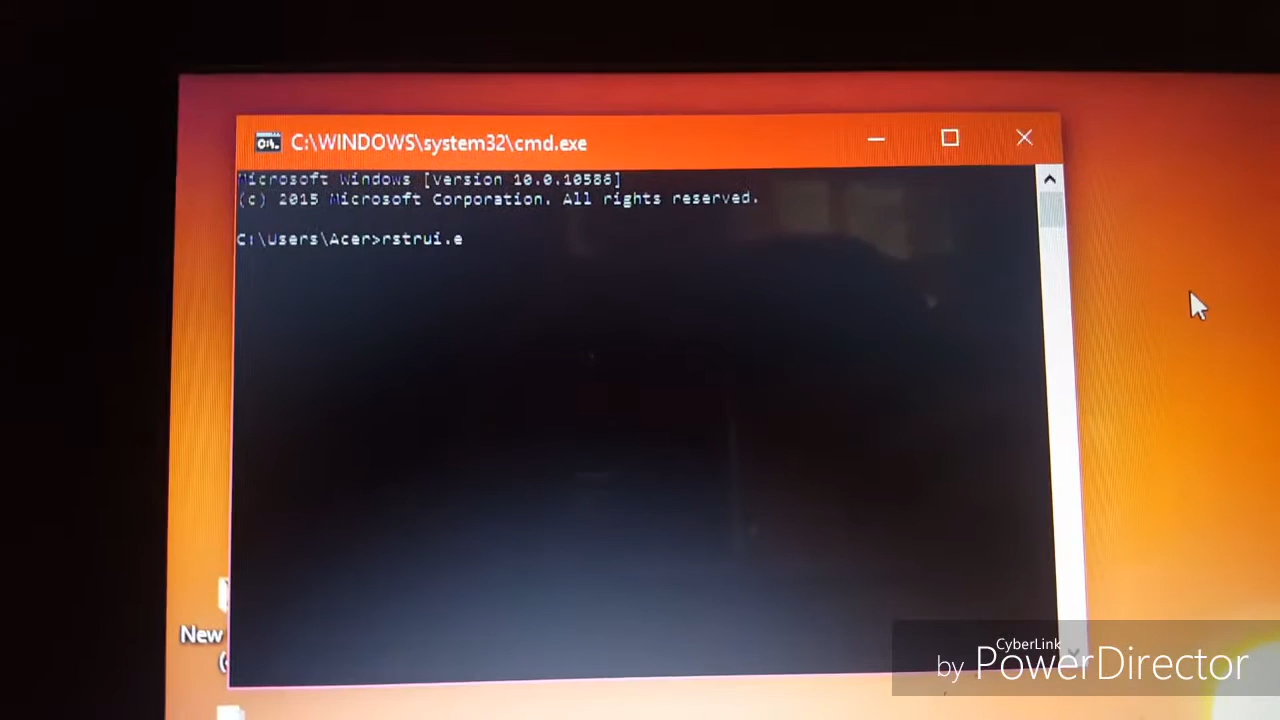 C:\WINDOWS\system32\cmd.exe
Microsoft Windows [Version 10.0.10586]
(c) 2015 Microsoft Corporation. All rights reserved.
C:\Users\Acer>rstrui.e
New
CyberLink
by PowerDirector